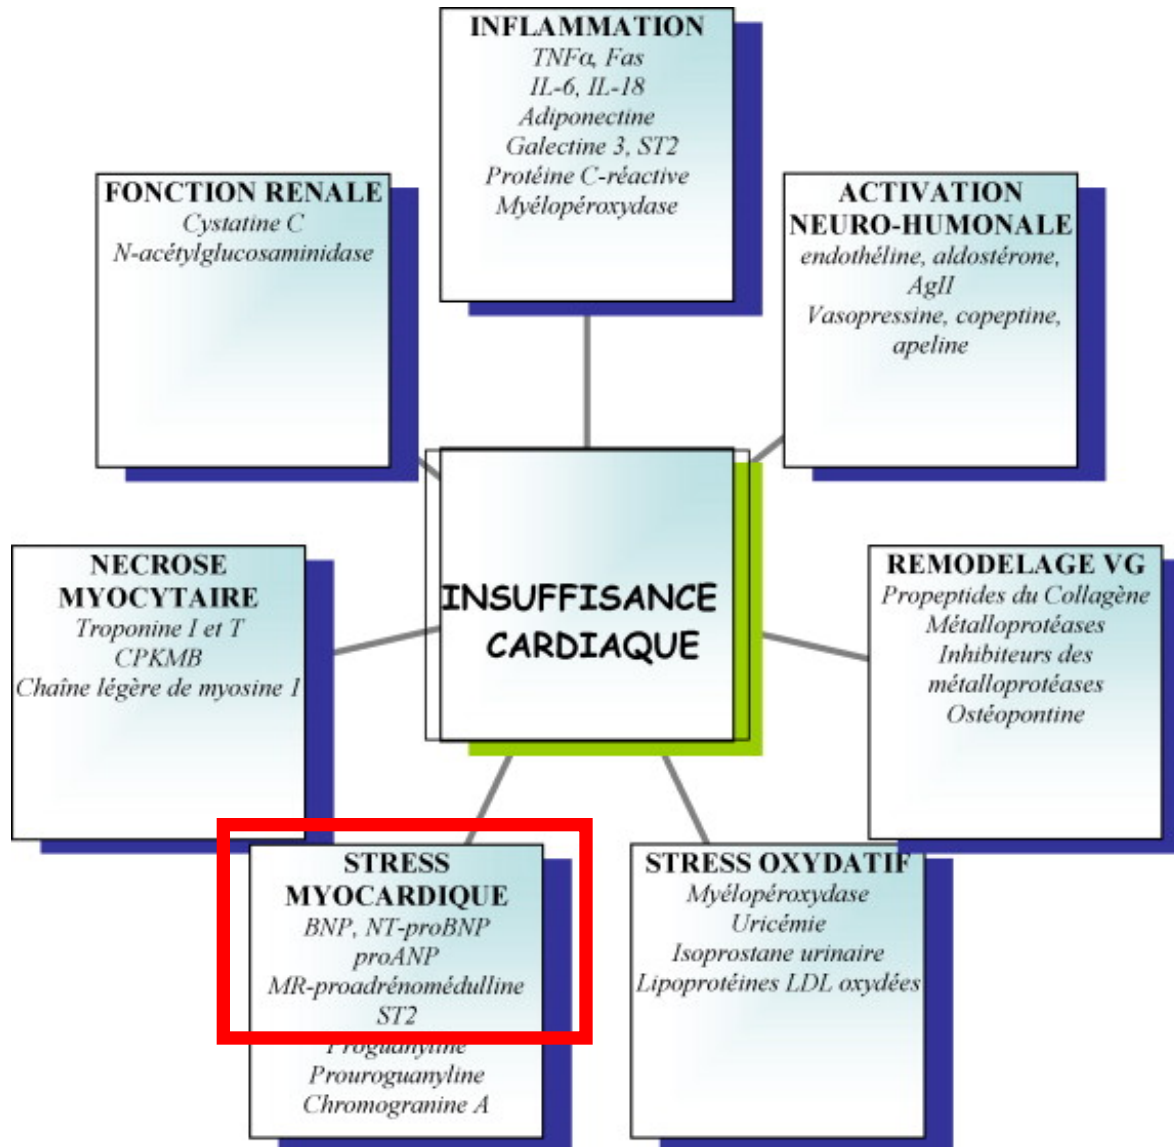 INFLAMMATION
TNFα, Fas
IL-6, IL-18
Adiponectine
Galectine 3, ST2
Protéine C-réactive
Myélopéroxydase
FONCTION RENALE
Cystatine C
N-acétylglucosaminidase
ACTIVATION
NEURO-HUMONALE
endothéline, aldostérone,
AgII
Vasopressine, copeptine,
apeline
INSUFFISANCE
CARDIAQUE
NECROSE
MYOCYTAIRE
Troponine I et T
CPKMB
Chaîne légère de myosine I
REMODELAGE VG
Propeptides du Collagène
Métalloprotéases
Inhibiteurs des
métalloprotéases
Ostéopontine
STRESS
MYOCARDIQUE
BNP, NT-proBNP
proANP
MR-proadrénomédulline
ST2
Proguanyline
Prouroguanyline
Chromogranine A
STRESS OXYDATIF
Myélopéroxydase
Uricémie
Isoprostane urinaire
Lipoprotéines LDL oxydées